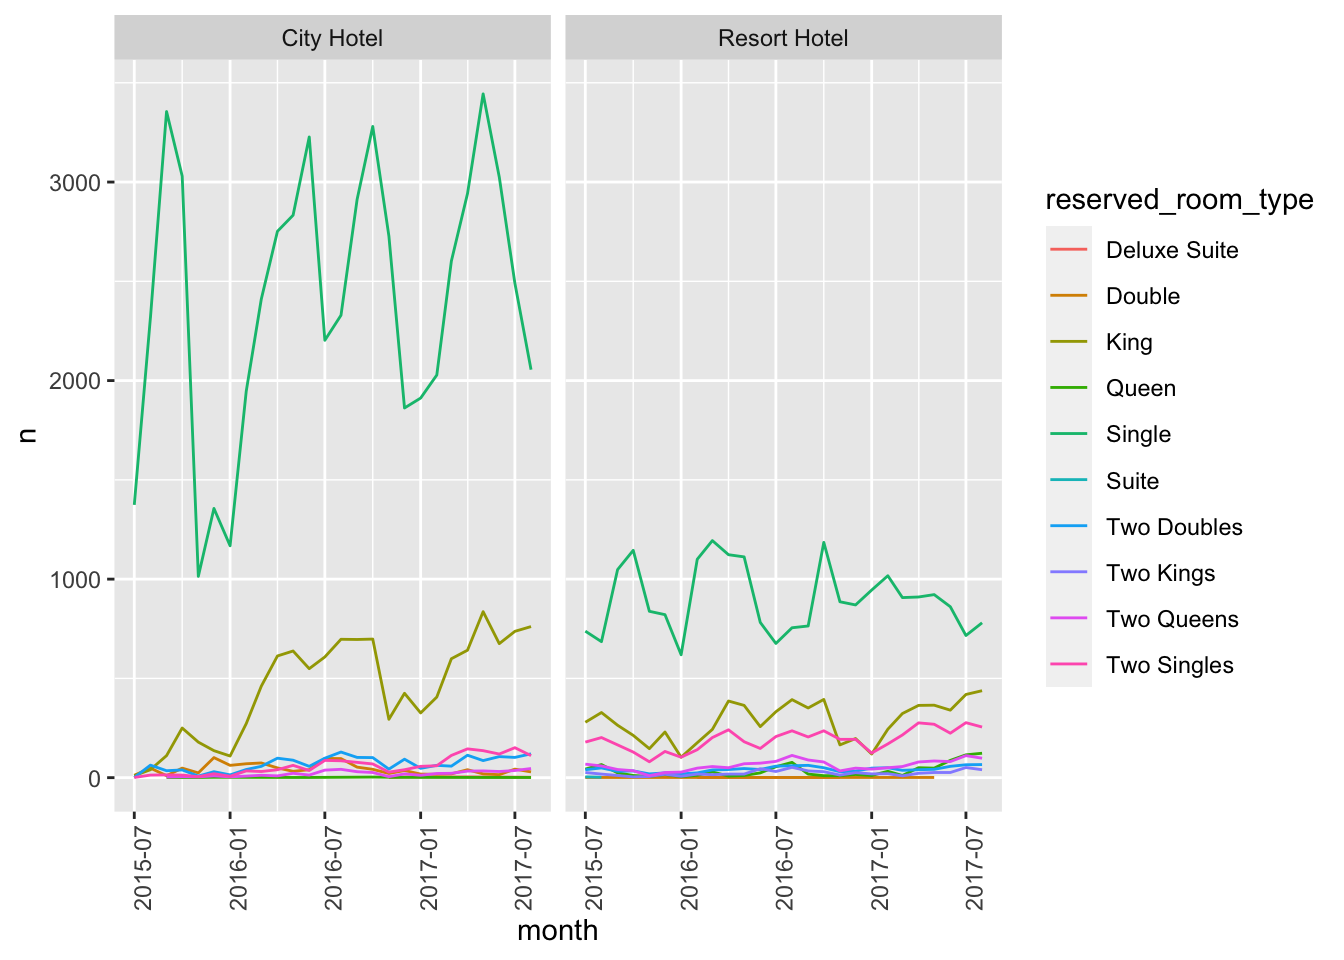 City Hotel
Resort Hotel
3000
2000
1000
0
n
2015-07
2016-01
2016-07
2017-01
2017-07
2015-07
2016-01
2016-07
2017-01
2017-07
month
reserved_room_type
Deluxe Suite
Double
King
Queen
Single
Suite
Two Doubles
Two Kings
Two Queens
Two Singles